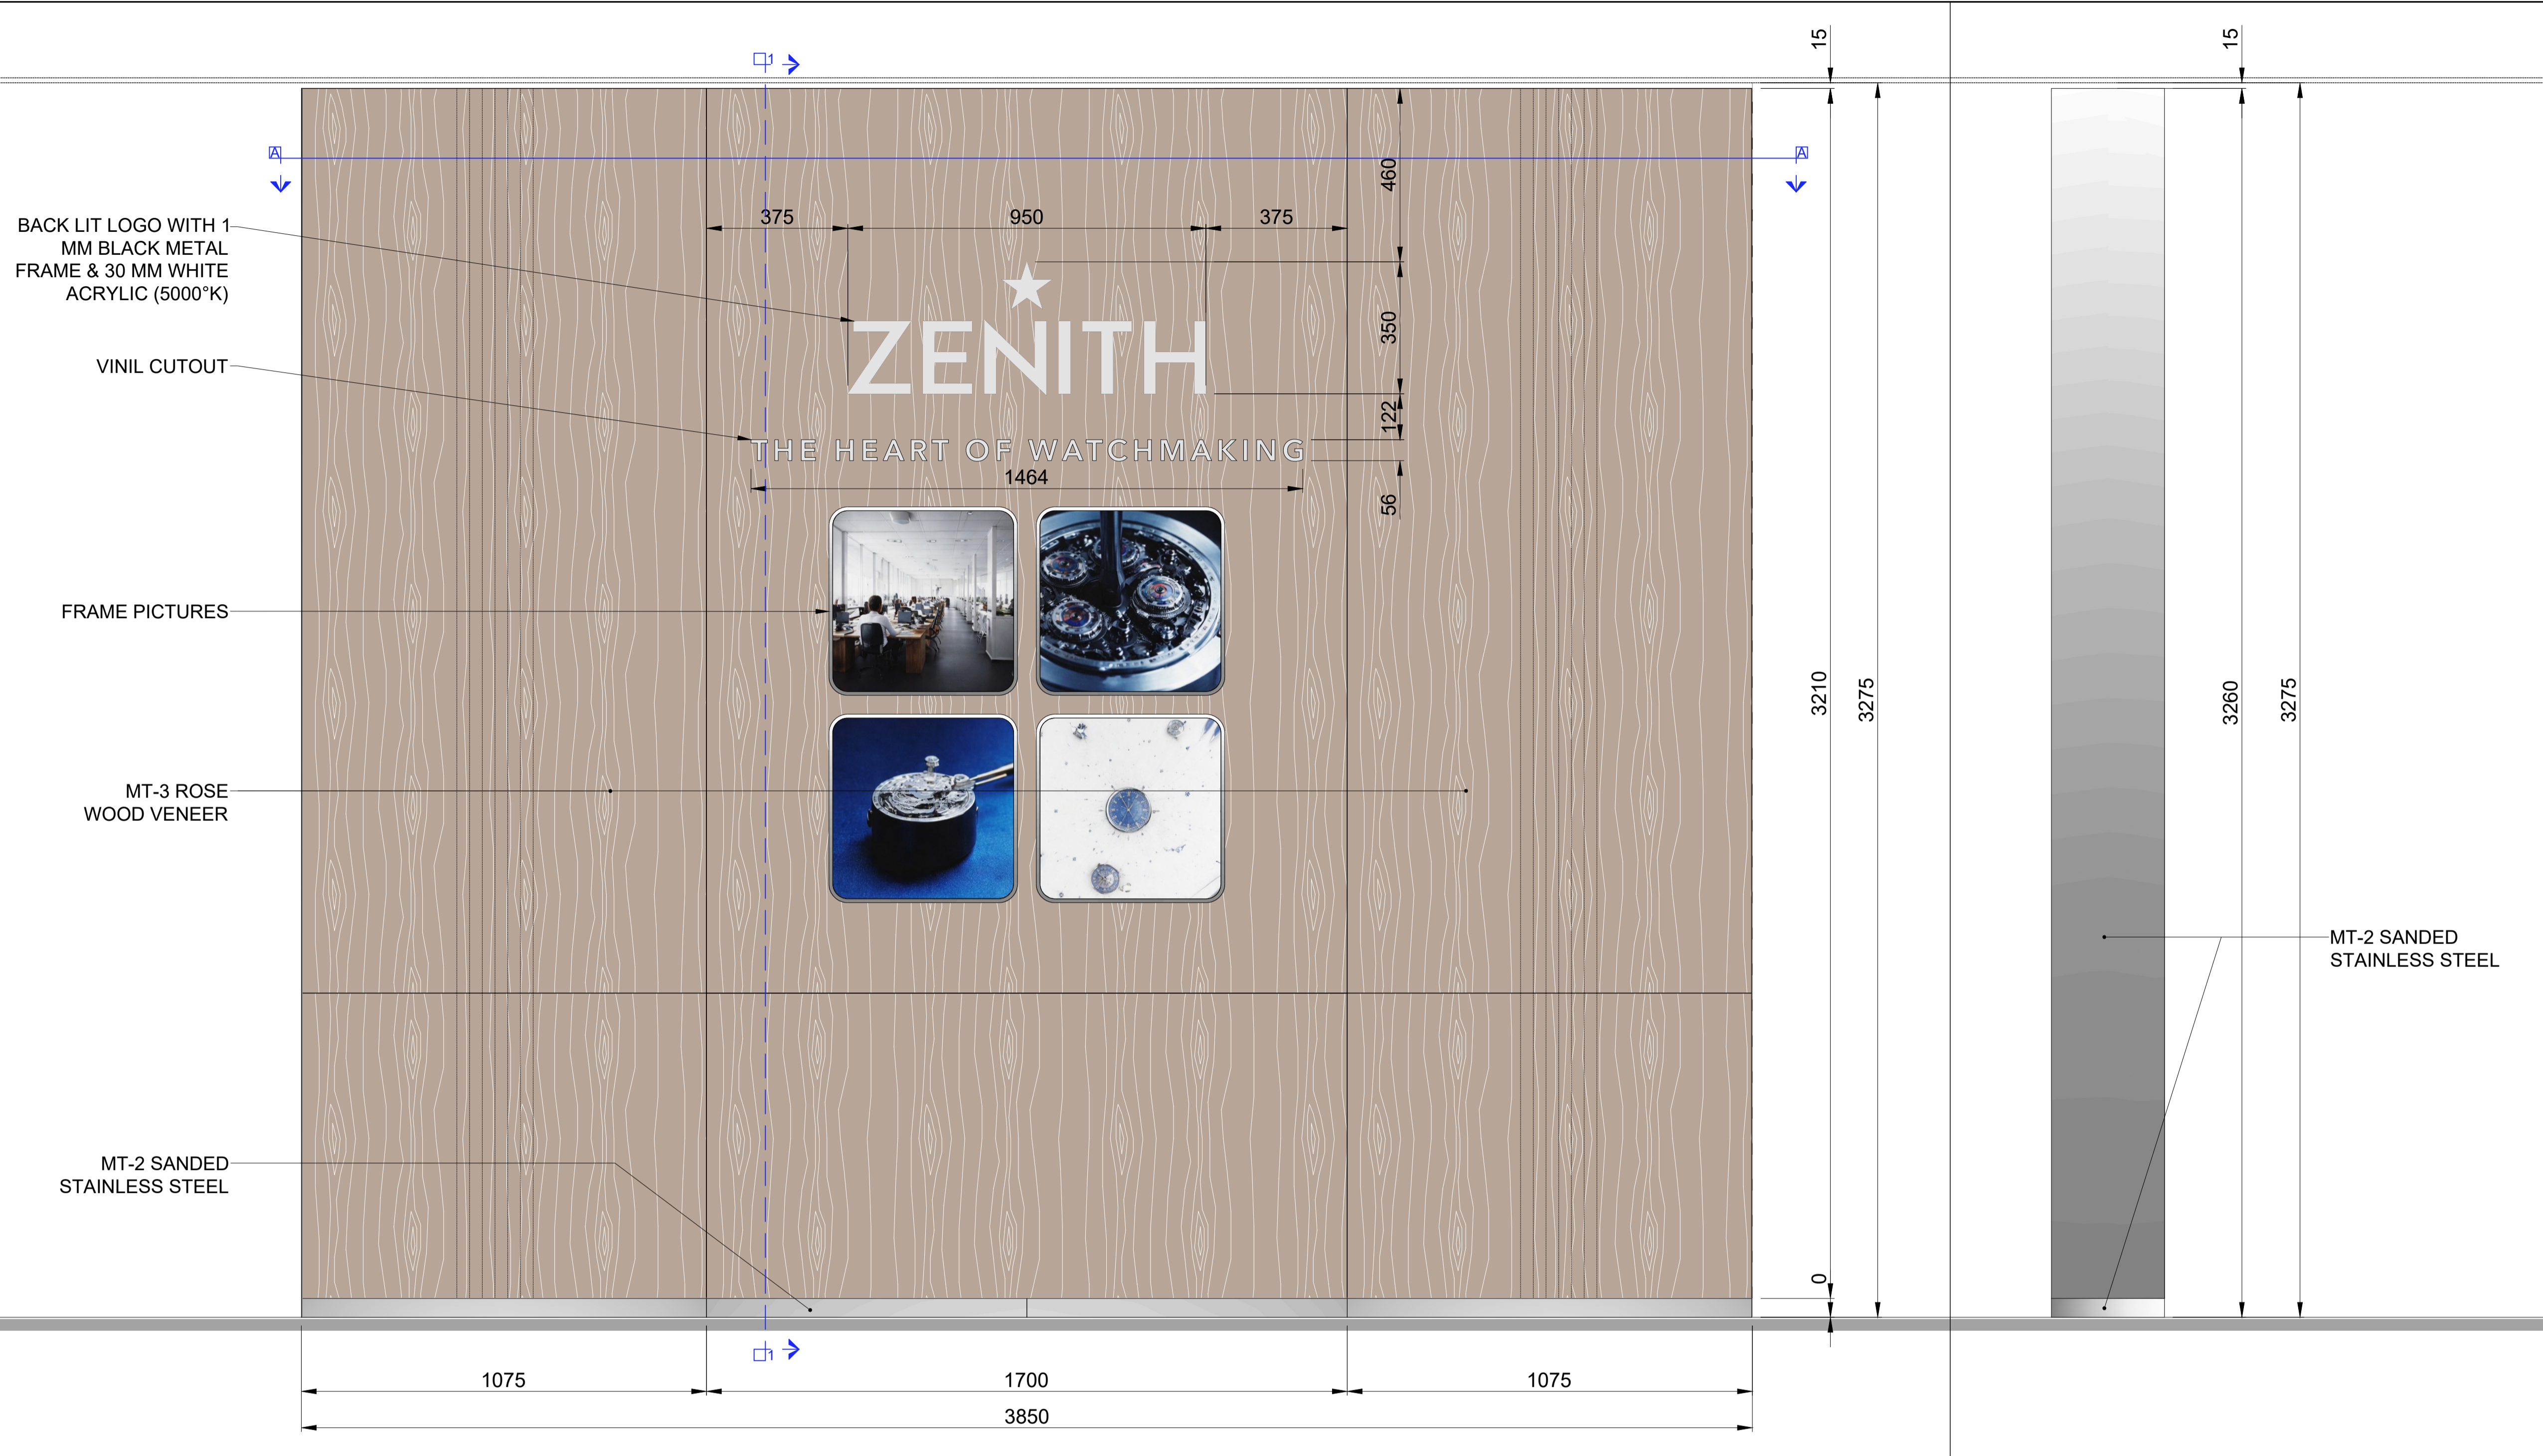 15
15
1
A
A
460
BACK LIT LOGO WITH 1
MM BLACK METAL
FRAME & 30 MM WHITE
ACRYLIC (5000°K)
375
950
375
ZENITH
350
VINIL CUTOUT
122
THE HEART OF WATCHMAKING
1464
56
FRAME PICTURES
3210
3275
3260
3275
MT-3 ROSE
WOOD VENEER
MT-2 SANDED
STAINLESS STEEL
MT-2 SANDED
STAINLESS STEEL
0
1
1075
1700
1075
3850